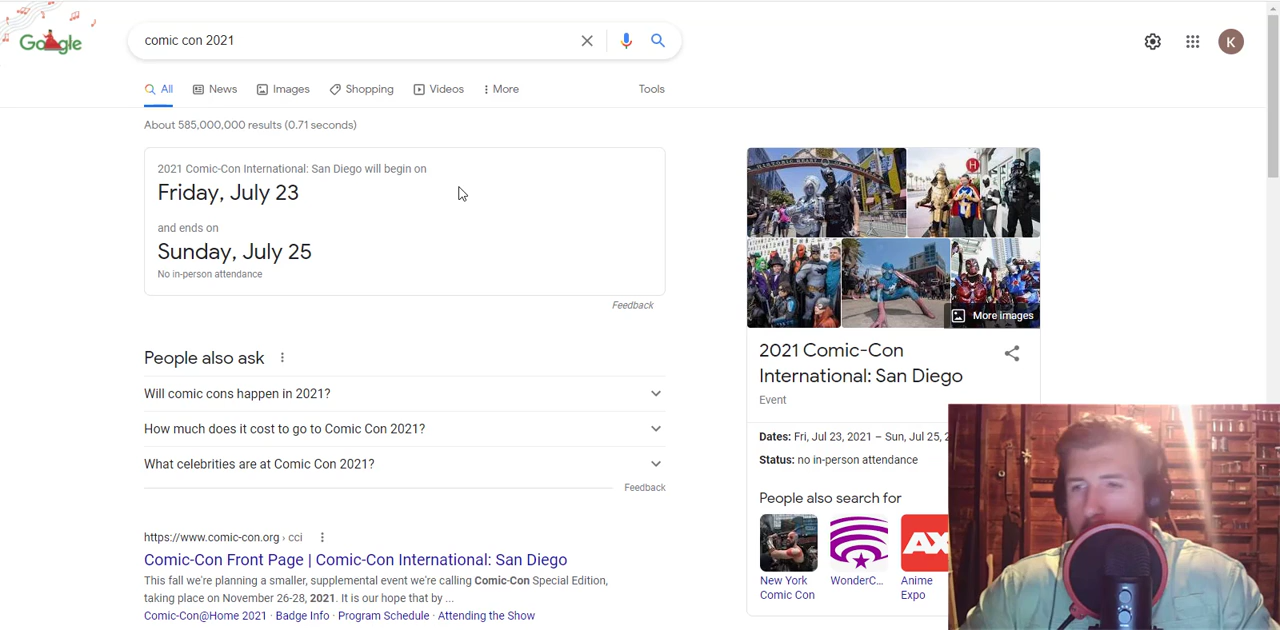 Google
comic con 2021
K
All
News
Images
Shopping
Videos
More
Tools
About 585,000,000 results (0.71 seconds)
2021 Comic-Con International: San Diego will begin on
Friday, July 23
and ends on
Sunday, July 25
No in-person attendance
Feedback
People also ask
Will comic cons happen in 2021?
How much does it cost to go to Comic Con 2021?
What celebrities are at Comic Con 2021?
Feedback
https://www.comic-con.org › cci
Comic-Con Front Page | Comic-Con International: San Diego
This fall we're planning a smaller, supplemental event we're calling Comic-Con Special Edition,
taking place on November 26-28, 2021. It is our hope that by ...
Comic-Con@Home 2021 · Badge Info · Program Schedule · Attending the Show
H
More images
2021 Comic-Con
International: San Diego
Event
Dates: Fri, Jul 23, 2021 – Sun, Jul 25, 2
Status: no in-person attendance
People also search for
AX
New York
Comic Con
WonderC...
Anime
Expo